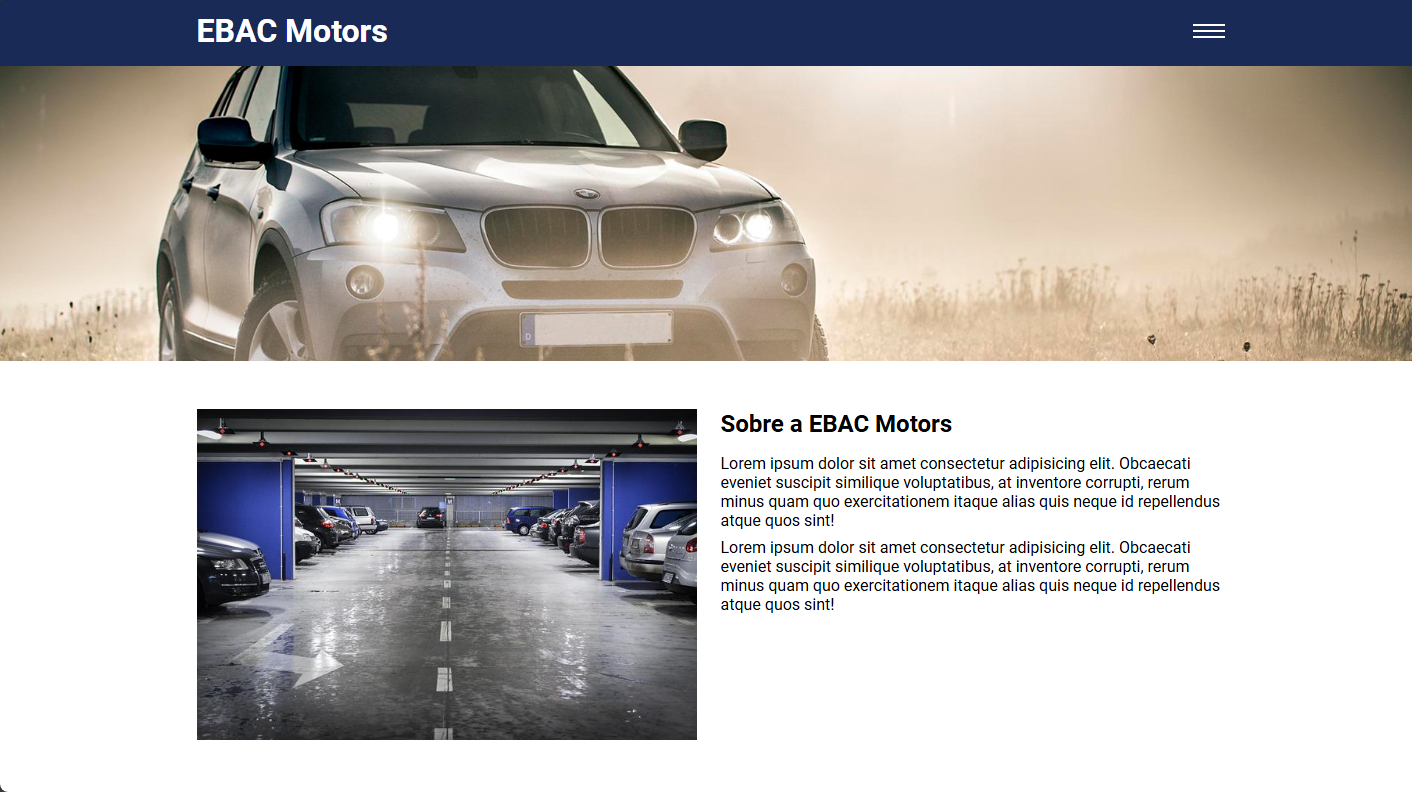 EBAC Motors
Sobre a EBAC Motors
Lorem ipsum dolor sit amet consectetur adipisicing elit. Obcaecati
eveniet suscipit similique voluptatibus, at inventore corrupti, rerum
minus quam quo exercitationem itaque alias quis neque id repellendus
atque quos sint!
Lorem ipsum dolor sit amet consectetur adipisicing elit. Obcaecati
eveniet suscipit similique voluptatibus, at inventore corrupti, rerum
minus quam quo exercitationem itaque alias quis neque id repellendus
atque quos sint!